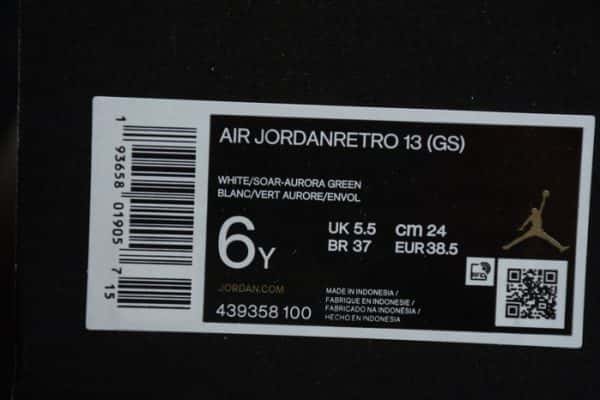 AIR JORDANRETRO 13 (GS)
WHITE/SOAR-AURORA GREEN
BLANC/VERT AURORE/ENVOL
6Y
UK 5.5 cm 24
BR 37 EUR 38.5
JORDAN.COM
439358 100
MADE IN INDONESIA /
FABRIQUE EN INDONESIE /
FABRICADO NA INDONÉSIA /
HECHO EN INDONESIA
1 93658 01905 715